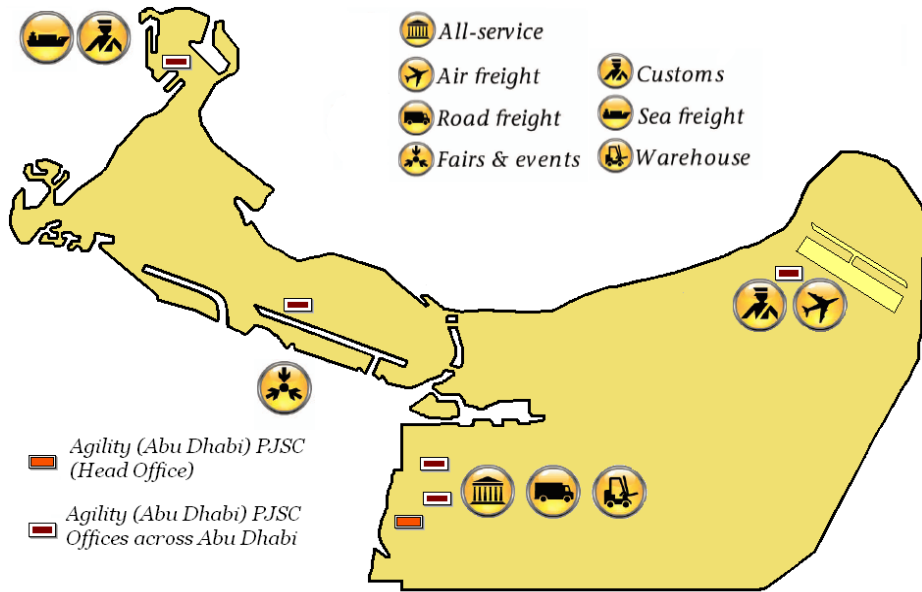 All-service
Air freight
Customs
Road freight
Sea freight
Fairs & events
Warehouse
Agility (Abu Dhabi) PJSC
(Head Office)
Agility (Abu Dhabi) PJSC
Offices across Abu Dhabi